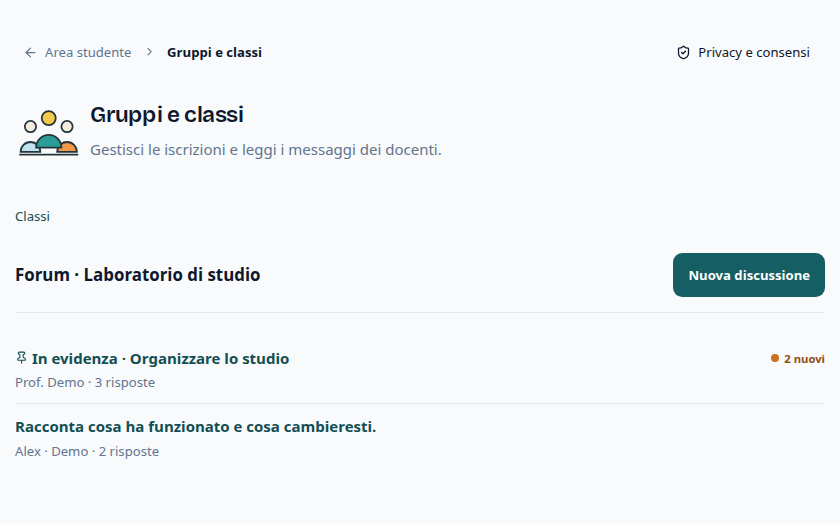 Area studente
Gruppi e classi
Privacy e consensi
Gruppi e classi
Gestisci le iscrizioni e leggi i messaggi dei docenti.
Classi
Forum · Laboratorio di studio
Nuova discussione
In evidenza · Organizzare lo studio
2 nuovi
Prof. Demo · 3 risposte
Racconta cosa ha funzionato e cosa cambieresti.
Alex · Demo · 2 risposte